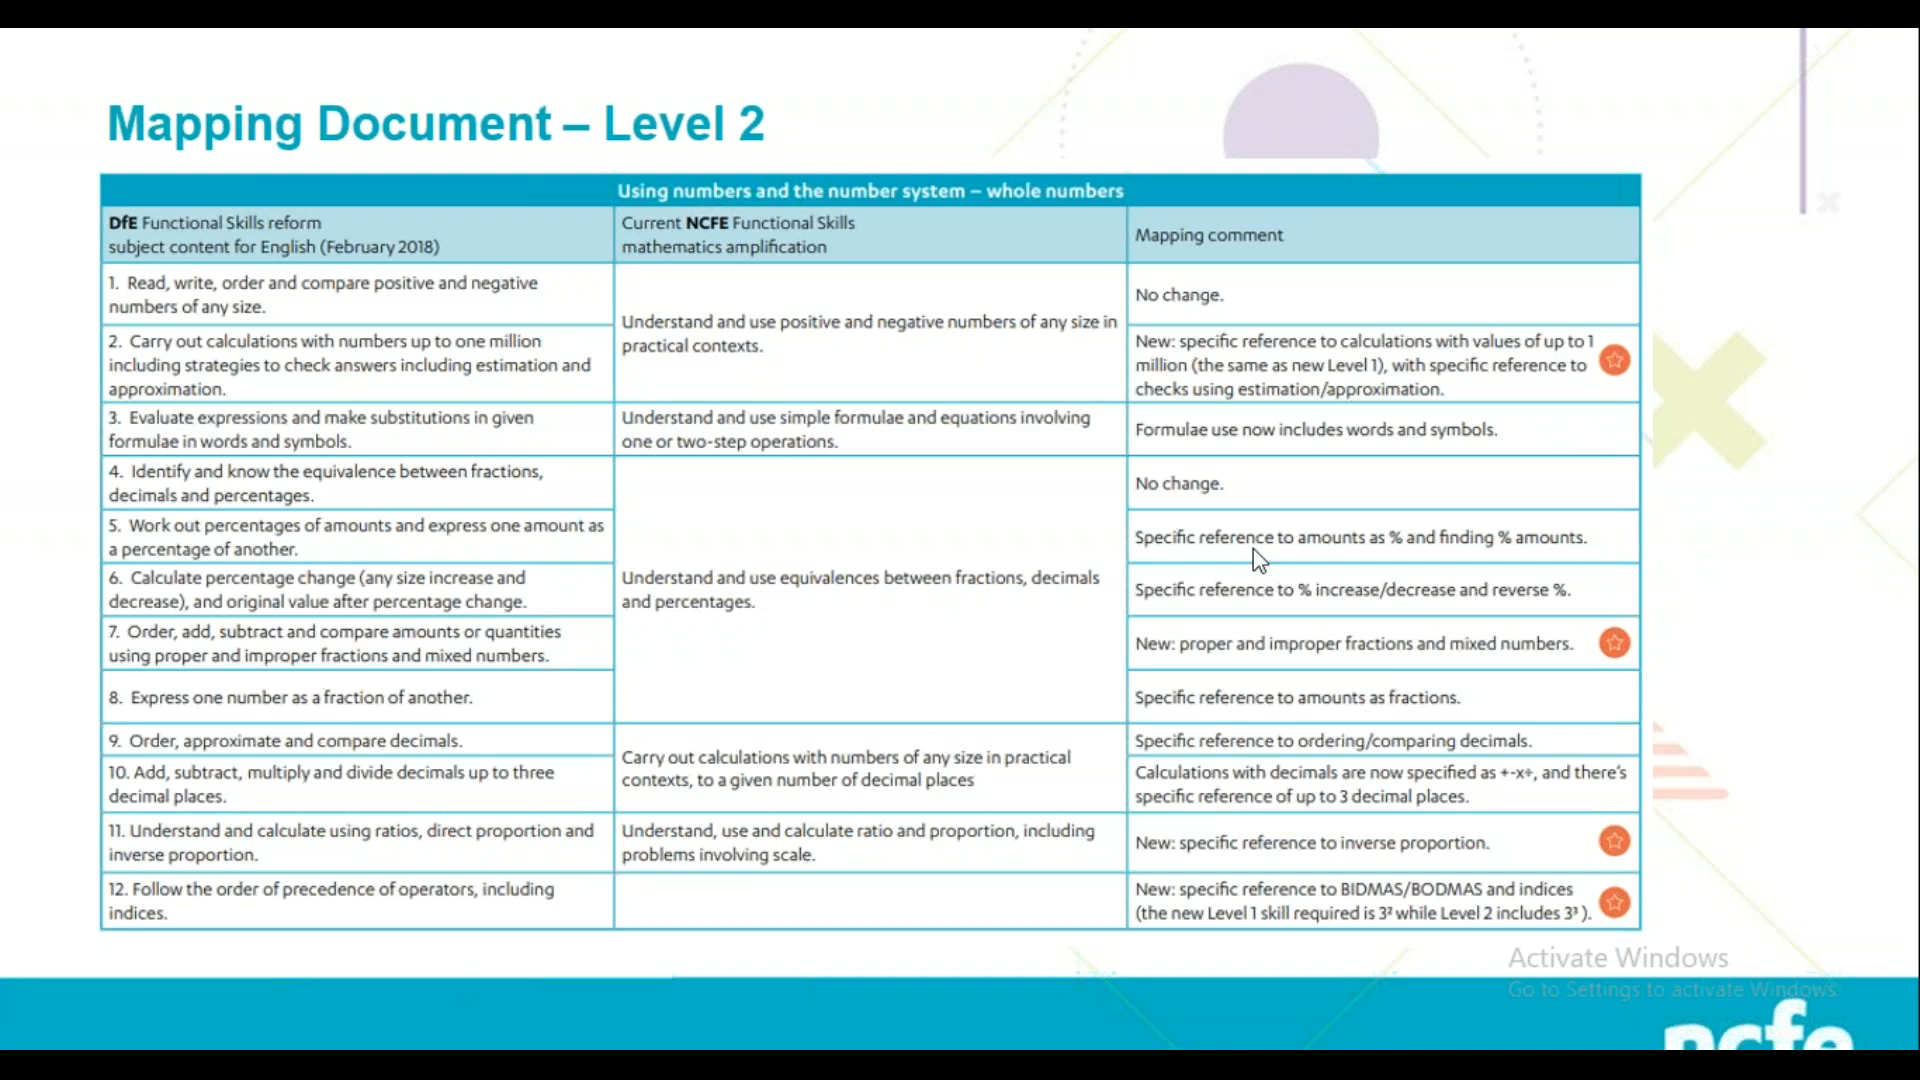 Mapping Document – Level 2
Using numbers and the number system – whole numbers
DfE Functional Skills reform
subject content for English (February 2018)
Current NCFE Functional Skills
mathematics amplification
Mapping comment
1. Read, write, order and compare positive and negative
numbers of any size.
Understand and use positive and negative numbers of any size in
practical contexts.
No change.
2. Carry out calculations with numbers up to one million
including strategies to check answers including estimation and
approximation.
New: specific reference to calculations with values of up to 1
million (the same as new Level 1), with specific reference to
checks using estimation/approximation.
3. Evaluate expressions and make substitutions in given
formulae in words and symbols.
Understand and use simple formulae and equations involving
one or two-step operations.
Formulae use now includes words and symbols.
4. Identify and know the equivalence between fractions,
decimals and percentages.
Understand and use equivalences between fractions, decimals
and percentages.
No change.
5. Work out percentages of amounts and express one amount as
a percentage of another.
Specific reference to amounts as % and finding % amounts.
6. Calculate percentage change (any size increase and
decrease), and original value after percentage change.
Specific reference to % increase/decrease and reverse %.
7. Order, add, subtract and compare amounts or quantities
using proper and improper fractions and mixed numbers.
New: proper and improper fractions and mixed numbers.
8. Express one number as a fraction of another.
Specific reference to amounts as fractions.
9. Order, approximate and compare decimals.
Carry out calculations with numbers of any size in practical
contexts, to a given number of decimal places
Specific reference to ordering/comparing decimals.
10. Add, subtract, multiply and divide decimals up to three
decimal places.
Calculations with decimals are now specified as +-x÷, and there's
specific reference of up to 3 decimal places.
11. Understand and calculate using ratios, direct proportion and
inverse proportion.
Understand, use and calculate ratio and proportion, including
problems involving scale.
New: specific reference to inverse proportion.
12. Follow the order of precedence of operators, including
indices.
New: specific reference to BIDMAS/BODMAS and indices
(the new Level 1 skill required is 3² while Level 2 includes 3³ ).
Activate Windows
Go to Settings to activate Windows.
ncfe